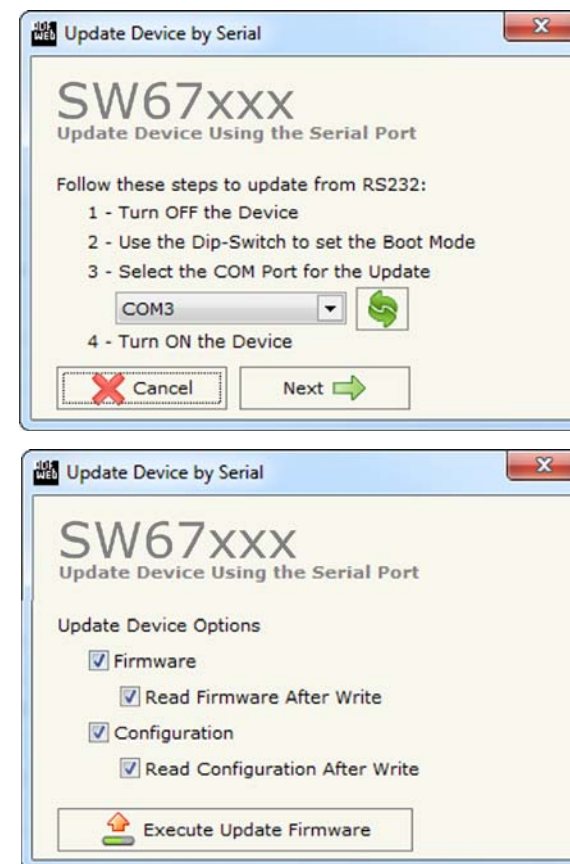 Update Device by Serial
SW67xxx
Update Device Using the Serial Port
Follow these steps to update from RS232:
1 - Turn OFF the Device
2 - Use the Dip-Switch to set the Boot Mode
3 - Select the COM Port for the Update
COM3
4 - Turn ON the Device
Cancel
Next
Update Device by Serial
SW67xxx
Update Device Using the Serial Port
Update Device Options
Firmware
Read Firmware After Write
Configuration
Read Configuration After Write
Execute Update Firmware